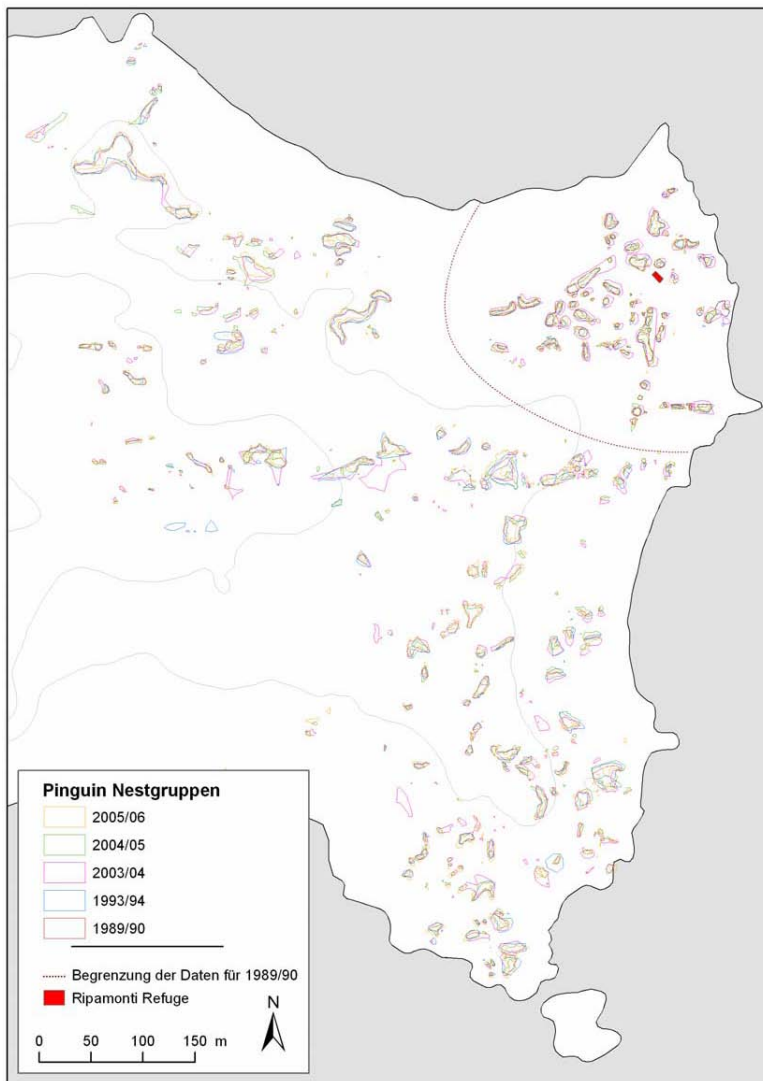 Pinguin Nestgruppen
2005/06
2004/05
2003/04
1993/94
1989/90
Begrenzung der Daten für 1989/90
Ripamonti Refuge
N
0 50 100 150 m